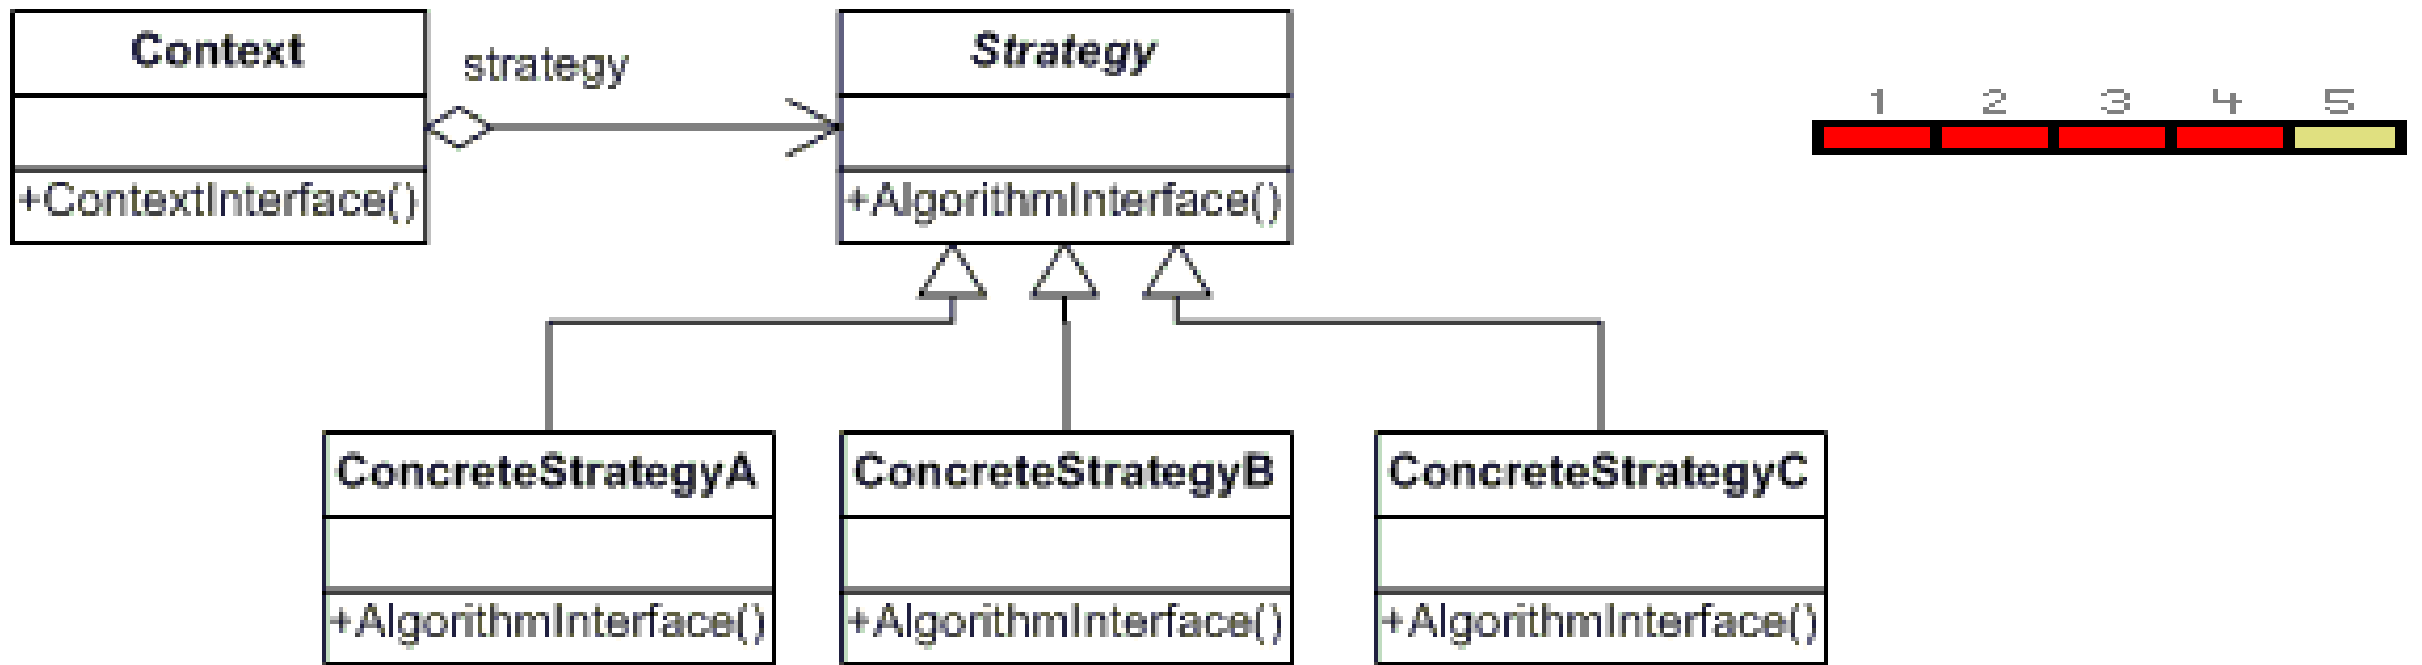 Context
strategy
Strategy
1 2 3 4 5
+ContextInterface()
+AlgorithmInterface()
ConcreteStrategyA
ConcreteStrategyB
ConcreteStrategyC
+AlgorithmInterface()
+AlgorithmInterface()
+AlgorithmInterface()